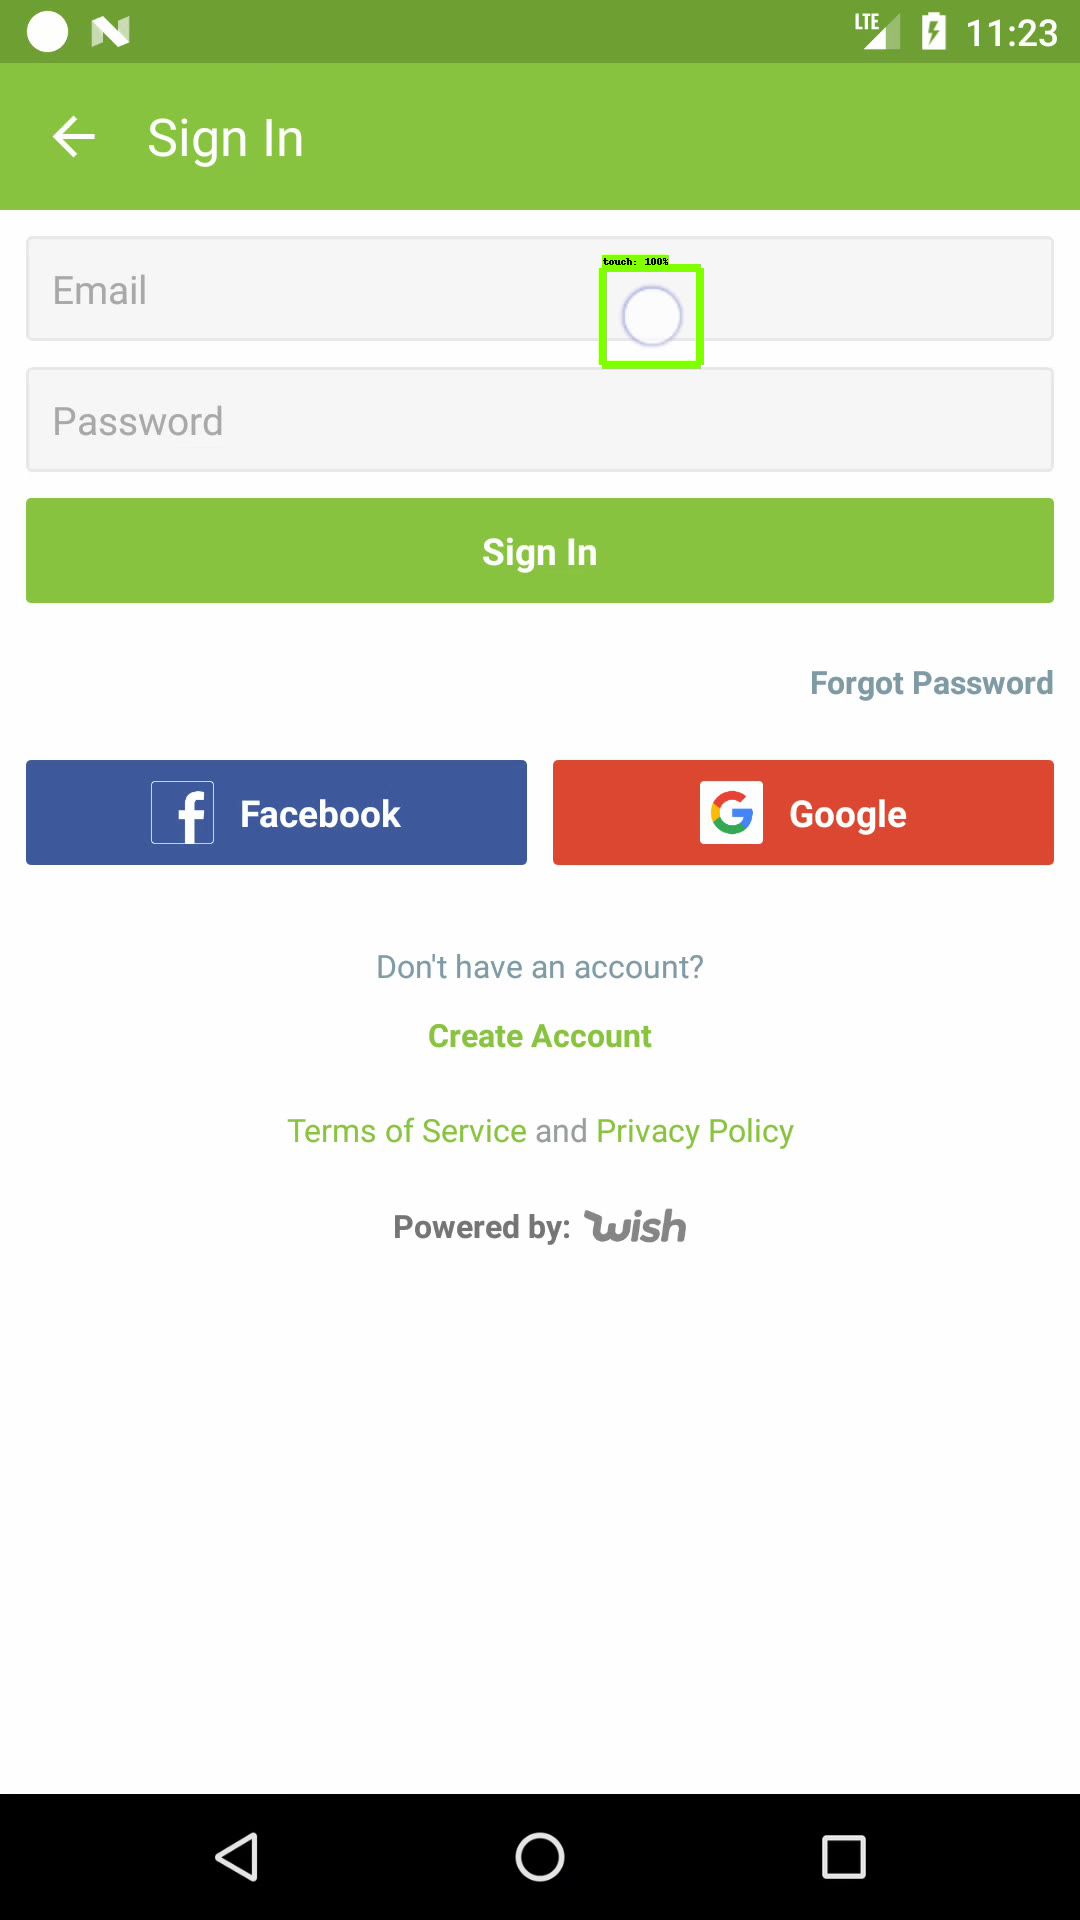 LTE 11:23
Sign In
Email
touch: 100%
Password
Sign In
Forgot Password
Facebook
Google
Don't have an account?
Create Account
Terms of Service and Privacy Policy
Powered by: wish